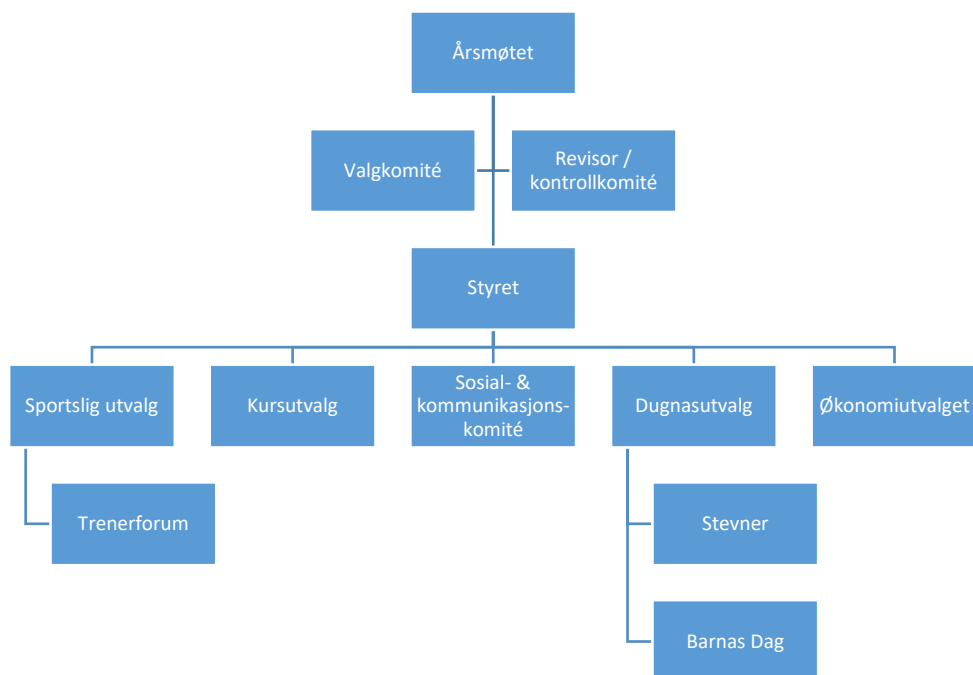 Årsmøtet
Valgkomité
Revisor /
kontrollkomité
Styret
Sportslig utvalg
Kursutvalg
Sosial- &
kommunikasjons-
komité
Dugnasutvalg
Økonomiutvalget
Trenerforum
Stevner
Barnas Dag